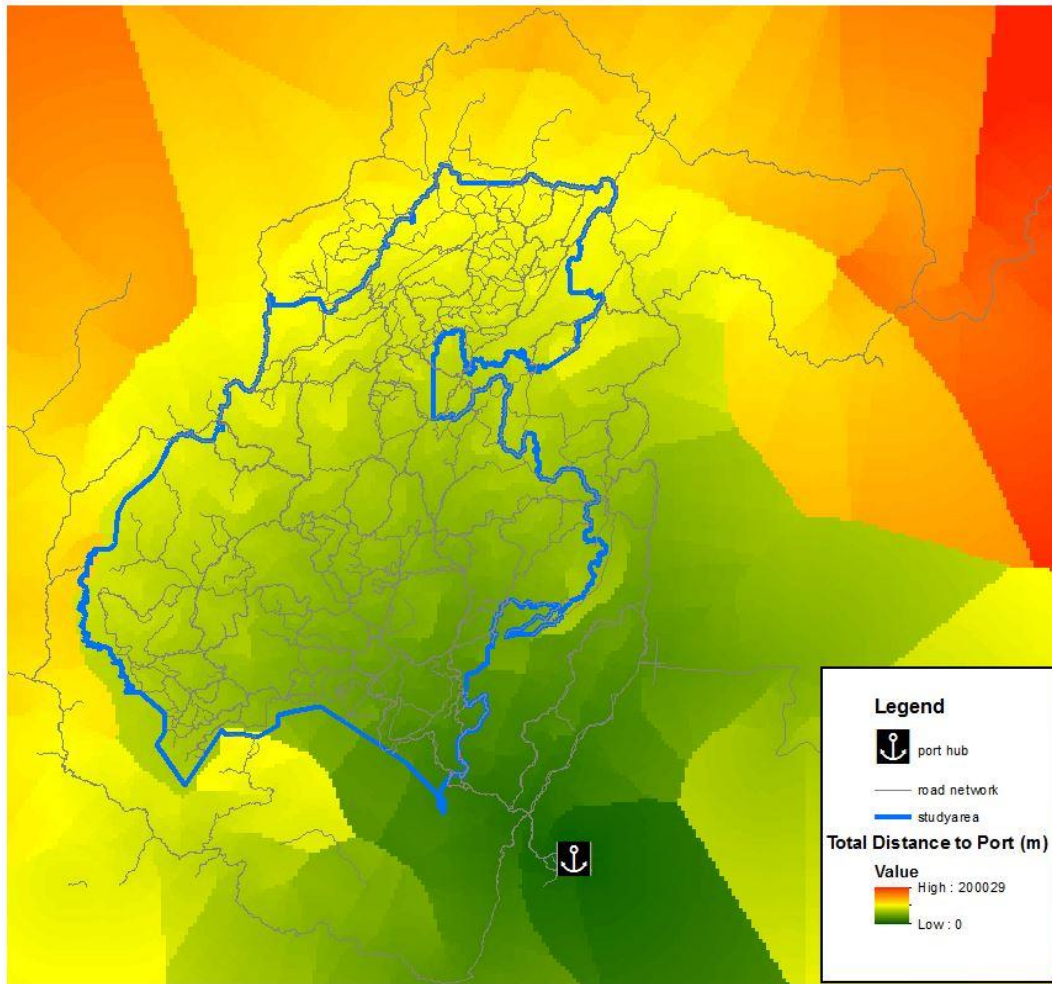 Legend
port hub
road network
studyarea
Total Distance to Port (m)
Value
High : 200029
Low : 0